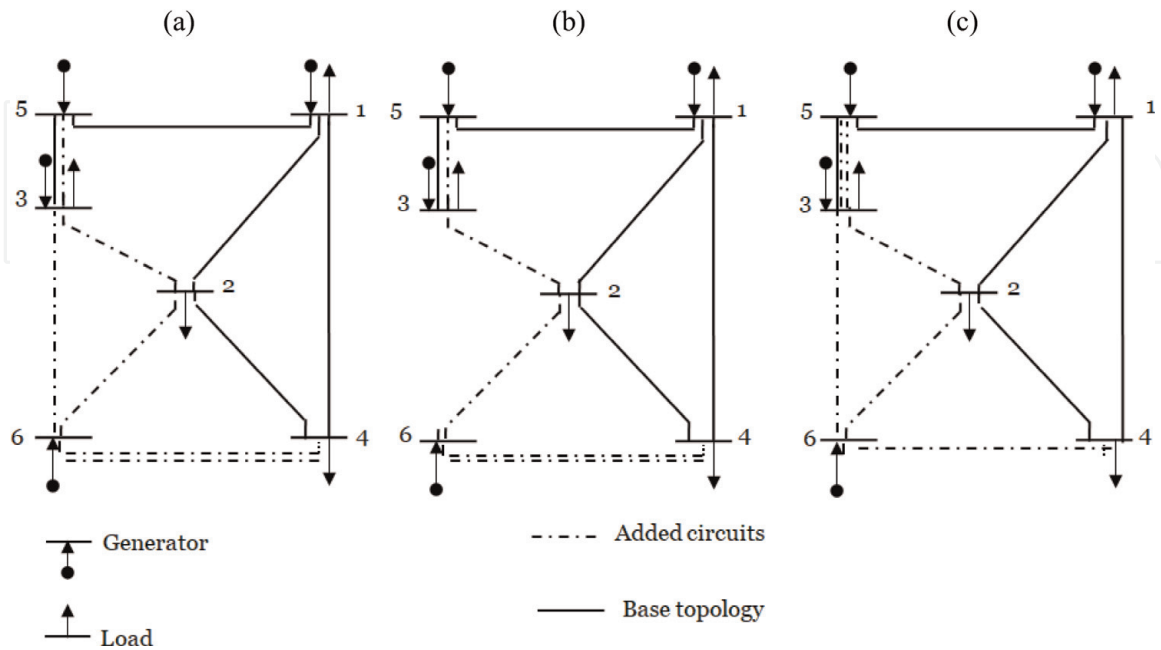 (a) (b) (c)
5 1 5 1 5 1
3 3 3
2 2 2
6 4 6 4 6 4
Generator Added circuits
Base topology
Load